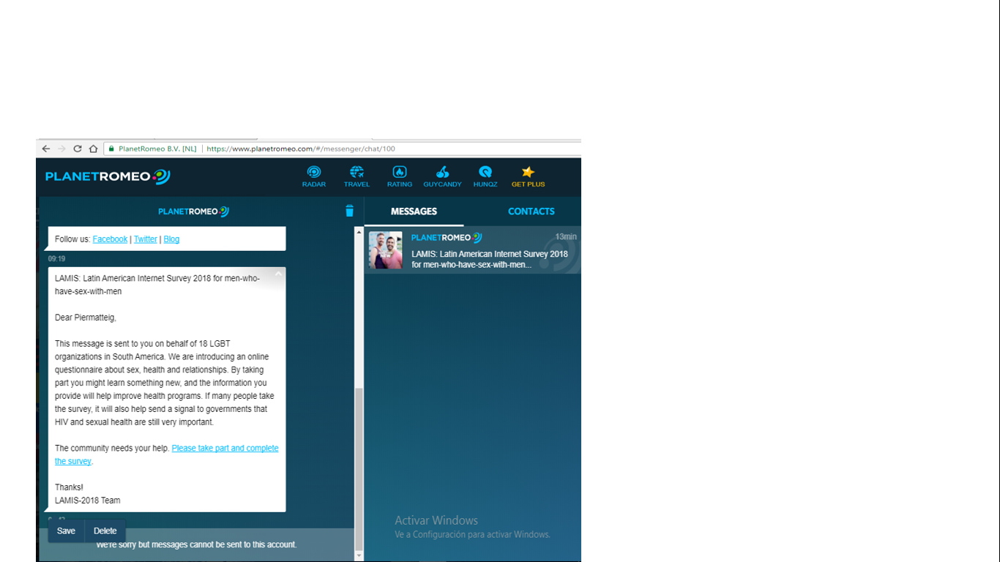 PlanetRomeo B.V. [NL] | https://www.planetromeo.com/#/messenger/chat/100
PLANETROMEO
RADAR TRAVEL RATING GUYCANDY HUNQZ GET PLUS
PLANETROMEO
MESSAGES CONTACTS
Follow us: Facebook | Twitter | Blog
09:19
LAMIS: Latin American Internet Survey 2018 for men-who-
have-sex-with-men
Dear Piermatteig,
This message is sent to you on behalf of 18 LGBT
organizations in South America. We are introducing an online
questionnaire about sex, health and relationships. By taking
part you might learn something new, and the information you
provide will help improve health programs. If many people take
the survey, it will also help send a signal to governments that
HIV and sexual health are still very important.
The community needs your help. Please take part and complete
the survey.
Thanks!
LAMIS-2018 Team
Save Delete
We're sorry but messages cannot be sent to this account.
PLANETROMEO 13min
NEW
LAMIS: Latin American Internet Survey 2018
for men-who-have-sex-with-men...
Activar Windows
Ve a Configuración para activar Windows.